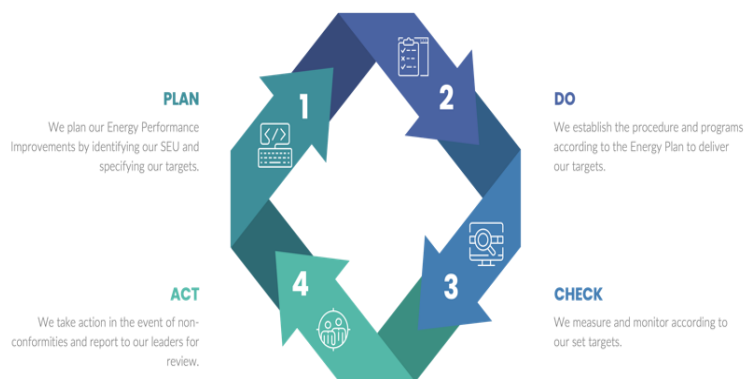 PLAN
We plan our Energy Performance
Improvements by identifying our SEU and
specifying our targets.
1
2
DO
We establish the procedure and programs
according to the Energy Plan to deliver
our targets.
ACT
We take action in the event of non-
conformities and report to our leaders for
review.
4
3
CHECK
We measure and monitor according to
our set targets.